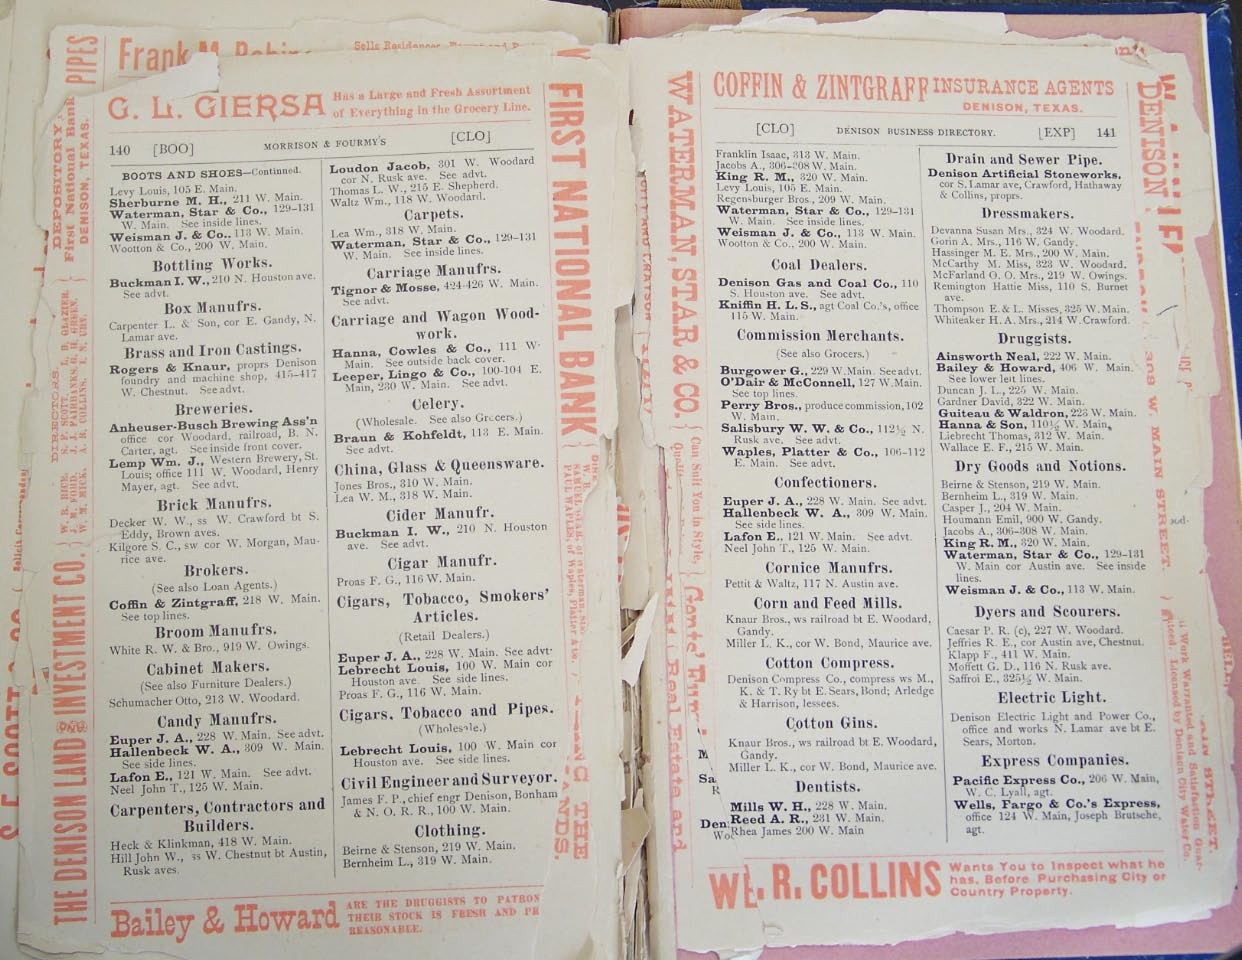 Frank M. Robin
Sells Residences,
G. L. GIERSA Has a Large and Fresh Assortment
of Everything in the Grocery Line.
140 [BOO] MORRISON & FOURMY'S [CLO]
BOOTS AND SHOES—Continued.
Levy Louis, 105 E. Main.
Sherburne M. H., 211 W. Main.
Waterman, Star & Co., 129-131
W. Main. See inside lines.
Weisman J. & Co., 113 W. Main.
Wootton & Co., 200 W. Main.
Bottling Works.
Buckman I. W., 210 N. Houston ave.
See advt.
Box Manufrs.
Carpenter L. & Son, cor E. Gandy, N.
Lamar ave.
Brass and Iron Castings.
Rogers & Knaur, proprs Denison
foundry and machine shop, 415-417
W. Chestnut. See advt.
Breweries.
Anheuser-Busch Brewing Ass'n
office cor Woodard, railroad, B. N.
Carter, agt. See inside front cover.
Lemp Wm. J., Western Brewery, St.
Louis; office 111 W. Woodard, Henry
Mayer, agt. See advt.
Brick Manufrs.
Decker W. W., ss W. Crawford bt S.
Eddy, Brown aves.
Kilgore S. C., sw cor W. Morgan, Mau-
rice ave.
Brokers.
(See also Loan Agents.)
Coffin & Zintgraff, 218 W. Main.
See top lines.
Broom Manufrs.
White R. W. & Bro., 919 W. Owings.
Cabinet Makers.
(See also Furniture Dealers.)
Schumacher Otto, 213 W. Woodard.
Candy Manufrs.
Euper J. A., 228 W. Main. See advt.
Hallenbeck W. A., 309 W. Main.
See side lines.
Lafon E., 121 W. Main. See advt.
Neel John T., 125 W. Main.
Carpenters, Contractors and
Builders.
Heck & Klinkman, 418 W. Main.
Hill John W., ss W. Chestnut bt Austin,
Rusk aves.
Loudon Jacob, 301 W. Woodard
cor N. Rusk ave. See advt.
Thomas L. W., 215 E. Shepherd.
Waltz Wm., 118 W. Woodard.
Carpets.
Lea Wm., 318 W. Main.
Waterman, Star & Co., 129-131
W. Main. See inside lines.
Carriage Manufrs.
Tignor & Mosse, 424-426 W. Main.
See advt.
Carriage and Wagon Wood-
work.
Hanna, Cowles & Co., 111 W.
Main. See outside back cover.
Leeper, Lingo & Co., 100-104 E.
Main, 230 W. Main. See advt.
Celery.
(Wholesale. See also Grocers.)
Braun & Kohfeldt, 113 E. Main.
See advt.
China, Glass & Queensware.
Jones Bros., 310 W. Main.
Lea W. M., 318 W. Main.
Cider Manufr.
Buckman I. W., 210 N. Houston
ave. See advt.
Cigar Manufr.
Proas F. G., 116 W. Main.
Cigars, Tobacco, Smokers'
Articles.
(Retail Dealers.)
Euper J. A., 228 W. Main. See advt.
Lebrecht Louis, 100 W. Main cor
Houston ave. See side lines.
Proas F. G., 116 W. Main.
Cigars, Tobacco and Pipes.
(Wholesale.)
Lebrecht Louis, 100 W. Main cor
Houston ave. See side lines.
Civil Engineer and Surveyor.
James F. P., chief engr Denison, Bonham
& N. O. R. R., 100 W. Main.
Clothing.
Beirne & Stenson, 219 W. Main.
Bernheim L., 319 W. Main.
Bailey & Howard ARE THE DRUGGISTS TO PATRON
THEIR STOCK IS FRESH AND PR
REASONABLE.
PIPES
DEPOSITORY,
First National Bank
DENISON, TEXAS.
THE DENISON LAND AND INVESTMENT CO.
FIRST NATIONAL BANK
COFFIN & ZINTGRAFF INSURANCE AGENTS
DENISON, TEXAS.
[CLO] DENISON BUSINESS DIRECTORY. [EXP] 141
Franklin Isaac, 313 W. Main.
Jacobs A., 306-308 W. Main.
King R. M., 320 W. Main.
Levy Louis, 105 E. Main.
Regensburger Bros., 209 W. Main.
Waterman, Star & Co., 129-131
W. Main. See inside lines.
Weisman J. & Co., 113 W. Main.
Wootton & Co., 200 W. Main.
Coal Dealers.
Denison Gas and Coal Co., 110
S. Houston ave. See advt.
Kniffin H. L. S., agt Coal Co.'s, office
115 W. Main.
Commission Merchants.
(See also Grocers.)
Burgower G., 229 W. Main. See advt.
O'Dair & McConnell, 127 W. Main.
See top lines.
Perry Bros., produce commission, 102
W. Main.
Salisbury W. W. & Co., 112½ N.
Rusk ave. See advt.
Waples, Platter & Co., 106-112
E. Main. See advt.
Confectioners.
Euper J. A., 228 W. Main. See advt.
Hallenbeck W. A., 309 W. Main.
See side lines.
Lafon E., 121 W. Main. See advt.
Neel John T., 125 W. Main.
Cornice Manufrs.
Pettit & Waltz, 117 N. Austin ave.
Corn and Feed Mills.
Knaur Bros., ws railroad bt E. Woodard,
Gandy.
Miller L. K., cor W. Bond, Maurice ave.
Cotton Compress.
Denison Compress Co., compress ws M.,
K. & T. Ry bt E. Sears, Bond; Arledge
& Harrison, lessees.
Cotton Gins.
Knaur Bros., ws railroad bt E. Woodard,
Gandy.
Miller L. K., cor W. Bond, Maurice ave.
Dentists.
Mills W. H., 228 W. Main.
Reed A. R., 231 W. Main.
Rhea James 200 W. Main
Drain and Sewer Pipe.
Denison Artificial Stoneworks,
cor S. Lamar ave, Crawford, Hathaway
& Collins, proprs.
Dressmakers.
Devanna Susan Mrs., 324 W. Woodard.
Gorin A. Mrs., 116 W. Gandy.
Hassinger M. E. Mrs., 200 W. Main.
McCarthy M. Miss, 323 W. Woodard.
McFarland O. O. Mrs., 219 W. Owings.
Remington Hattie Miss, 110 S. Burnet
ave.
Thompson E. & L. Misses, 325 W. Main.
Whiteaker H. A. Mrs., 214 W. Crawford.
Druggists.
Ainsworth Neal, 222 W. Main.
Bailey & Howard, 406 W. Main.
See lower left lines.
Duncan J. L., 225 W. Main.
Gardner David, 322 W. Main.
Guiteau & Waldron, 223 W. Main.
Hanna & Son, 110½ W. Main,
Liebrecht Thomas, 312 W. Main.
Wallace E. F., 215 W. Main.
Dry Goods and Notions.
Beirne & Stenson, 219 W. Main.
Bernheim L., 319 W. Main.
Casper J., 204 W. Main.
Houmann Emil, 900 W. Gandy.
Jacobs A., 306-308 W. Main.
King R. M., 320 W. Main.
Waterman, Star & Co., 129-131
W. Main cor Austin ave. See inside
lines.
Weisman J. & Co., 113 W. Main.
Dyers and Scourers.
Caesar P. R. (c), 227 W. Woodard.
Jeffries R. E., cor Austin ave, Chestnut.
Klapp F., 411 W. Main.
Moffett G. D., 116 N. Rusk ave.
Saffroi E., 325½ W. Main.
Electric Light.
Denison Electric Light and Power Co.,
office and works N. Lamar ave bt E.
Sears, Morton.
Express Companies.
Pacific Express Co., 206 W. Main,
W. C. Lyall, agt.
Wells, Fargo & Co.'s Express,
office 124 W. Main, Joseph Brutsche,
agt.
R. COLLINS Wants You to Inspect what he
has, Before Purchasing City or
Country Property.
WATERMAN, STAR & CO.
Can Suit You in Style,
DENISON,
MAIN STREET.